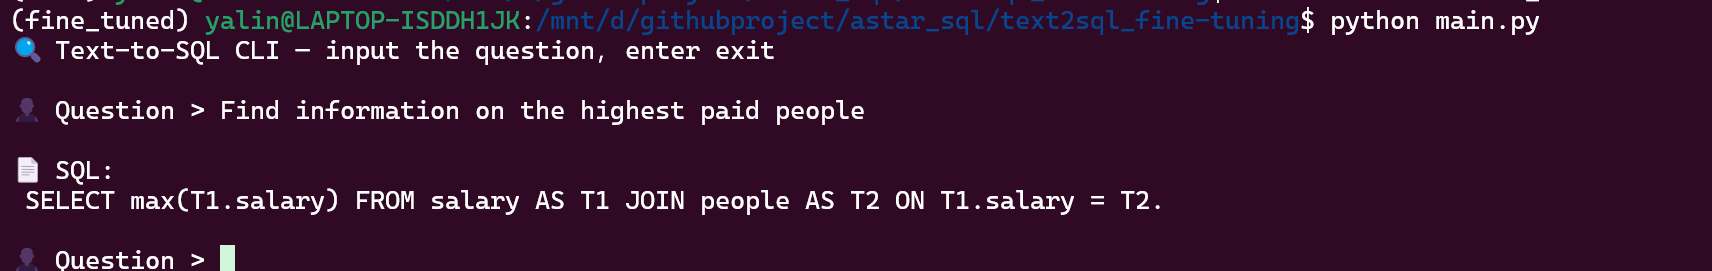 (fine_tuned) yalin@LAPTOP-ISDDH1JK:/mnt/d/githubproject/astar_sql/text2sql_fine-tuning$ python main.py
🔍 Text-to-SQL CLI — input the question, enter exit
👤 Question > Find information on the highest paid people
📄 SQL:
SELECT max(T1.salary) FROM salary AS T1 JOIN people AS T2 ON T1.salary = T2.
👤 Question >